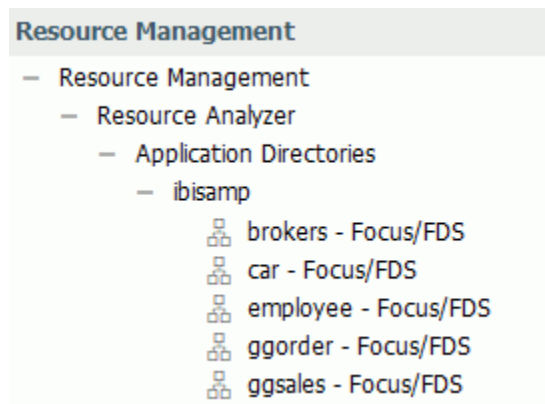 Resource Management
Resource Management
Resource Analyzer
Application Directories
ibisamp
brokers - Focus/FDS
car - Focus/FDS
employee - Focus/FDS
ggorder - Focus/FDS
ggsales - Focus/FDS